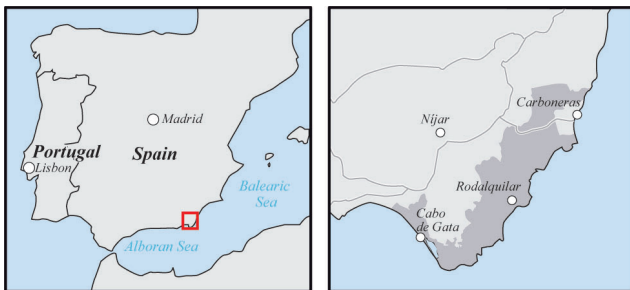 Madrid
Portugal
Spain
Lisbon
Balearic
Sea
Alboran Sea
Carboneras
Níjar
Rodalquilar
Cabo
de Gata